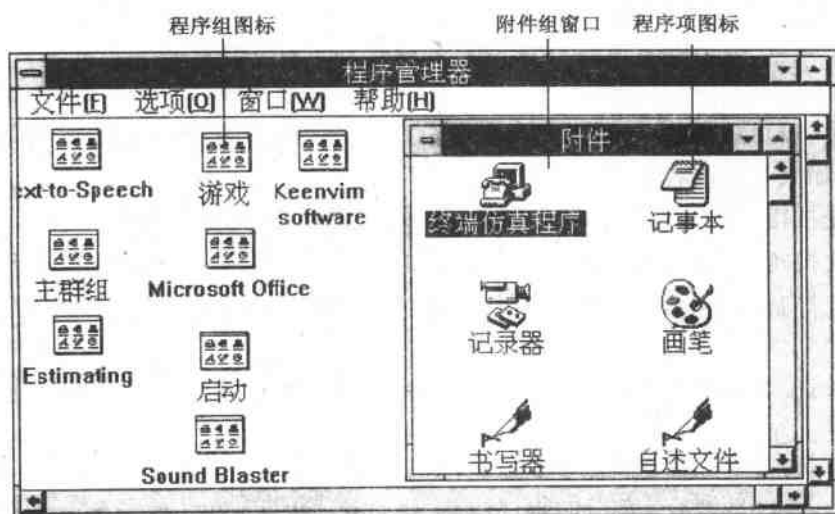 程序组图标 附件组窗口 程序项图标
程序管理器
文件(F) 选项(O) 窗口(W) 帮助(H)
附件
ext-to-Speech 游戏 Keenvim
software
终端仿真程序 记事本
主群组 Microsoft Office
记录器 画笔
Estimating 启动
书写器 自述文件
Sound Blaster